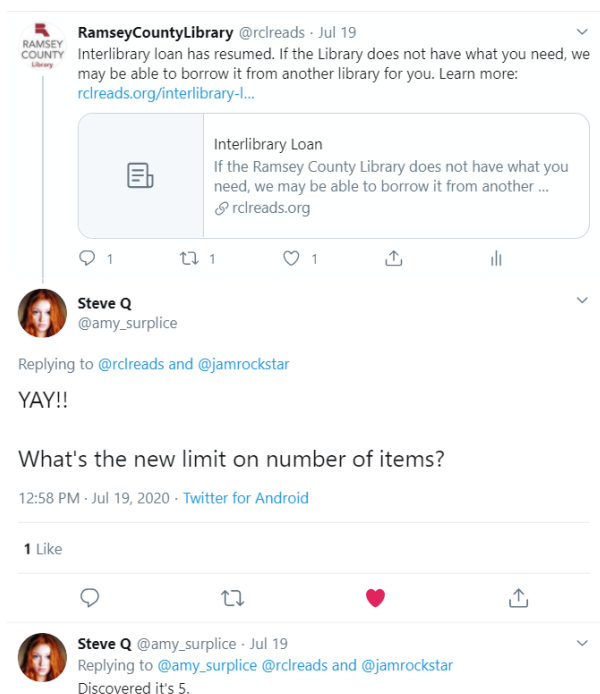 RAMSEY
COUNTY
Library
RamseyCountyLibrary @rclreads · Jul 19
Interlibrary loan has resumed. If the Library does not have what you need, we
may be able to borrow it from another library for you. Learn more:
rclreads.org/interlibrary-l...
Interlibrary Loan
If the Ramsey County Library does not have what you
need, we may be able to borrow it from another ...
rclreads.org
1 1 1
Steve Q
@amy_surplice
Replying to @rclreads and @jamrockstar
YAY!!
What's the new limit on number of items?
12:58 PM · Jul 19, 2020 · Twitter for Android
1 Like
Steve Q @amy_surplice · Jul 19
Replying to @amy_surplice @rclreads and @jamrockstar
Discovered it's 5.